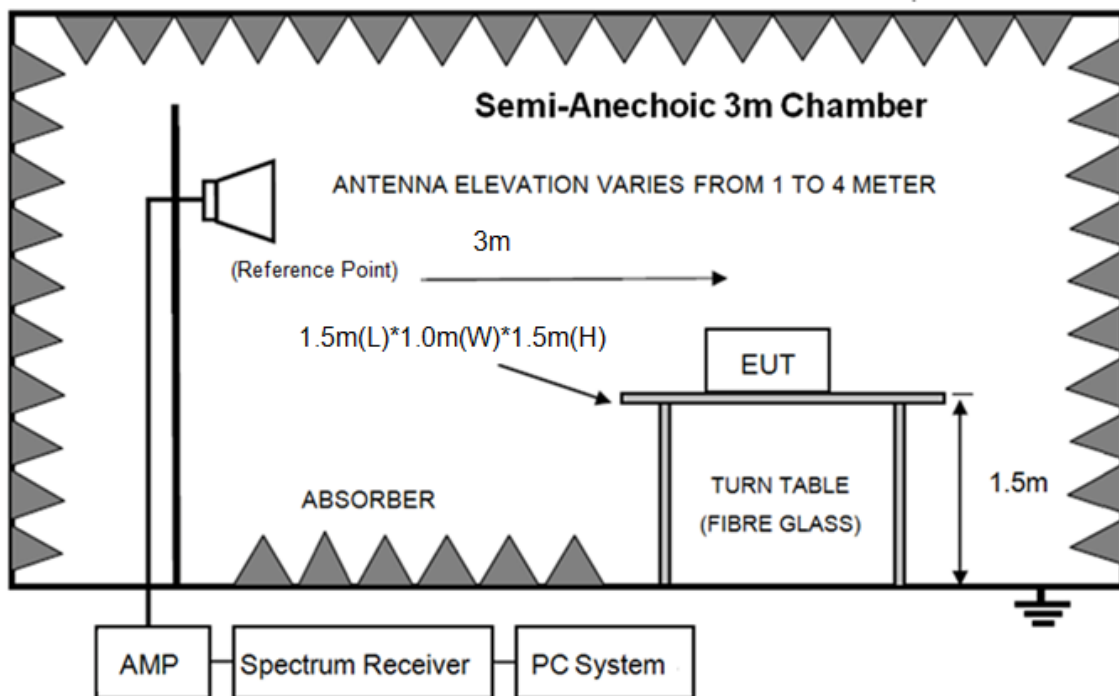 Semi-Anechoic 3m Chamber
ANTENNA ELEVATION VARIES FROM 1 TO 4 METER
3m
(Reference Point)
1.5m(L)*1.0m(W)*1.5m(H)
EUT
ABSORBER
TURN TABLE
(FIBRE GLASS)
1.5m
AMP
Spectrum Receiver
PC System